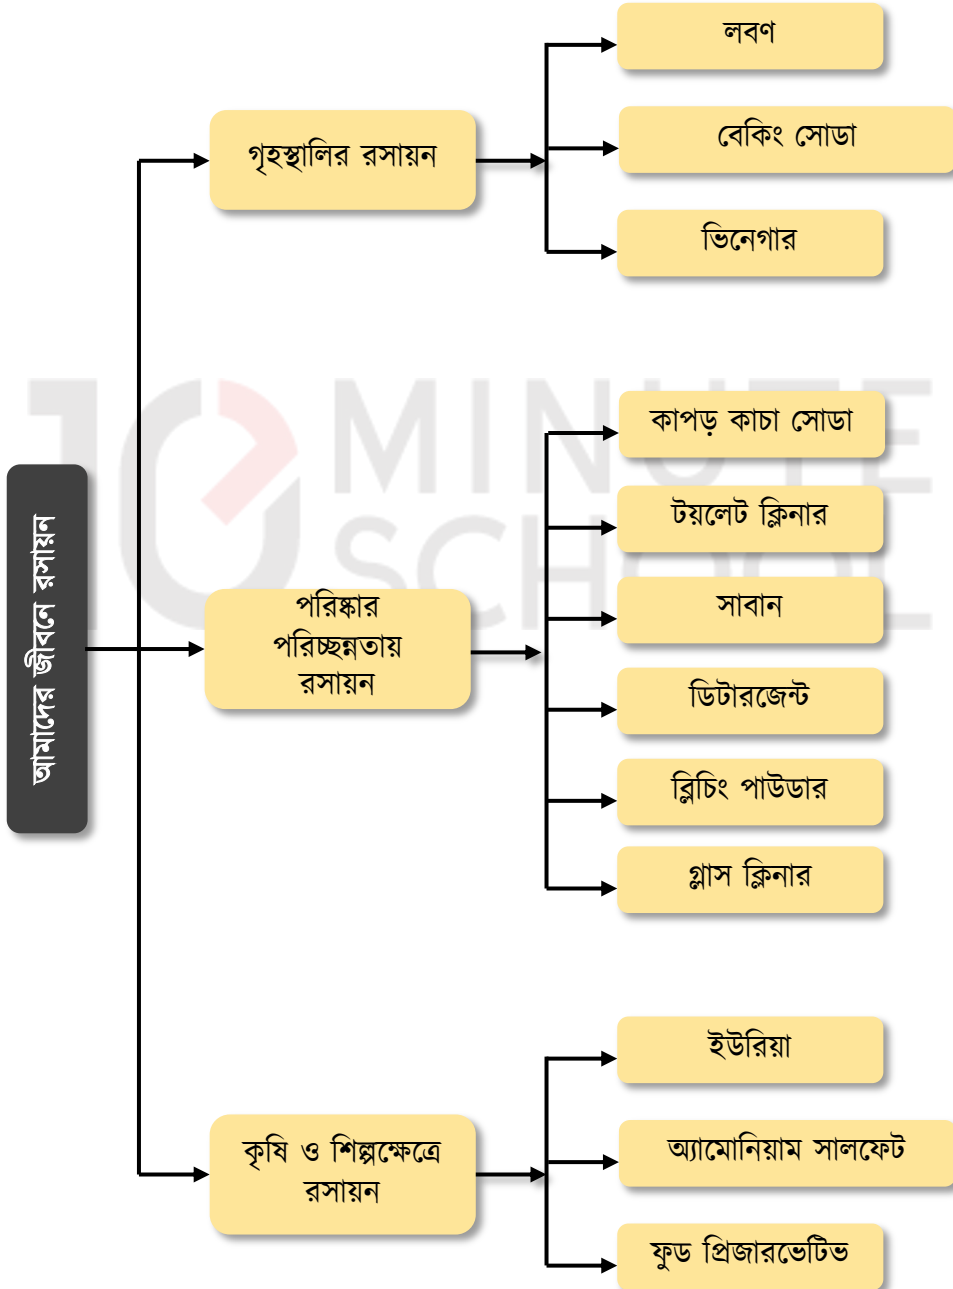 আমাদের জীবনে রসায়ন
গৃহস্থালির রসায়ন
লবণ
বেকিং সোডা
ভিনেগার
পরিষ্কার
পরিচ্ছন্নতায়
রসায়ন
কাপড় কাচা সোডা
টয়লেট ক্লিনার
সাবান
ডিটারজেন্ট
ব্লিচিং পাউডার
গ্লাস ক্লিনার
কৃষি ও শিল্পক্ষেত্রে
রসায়ন
ইউরিয়া
অ্যামোনিয়াম সালফেট
ফুড প্রিজারভেটিভ
10 MINUTE
SCHOOL